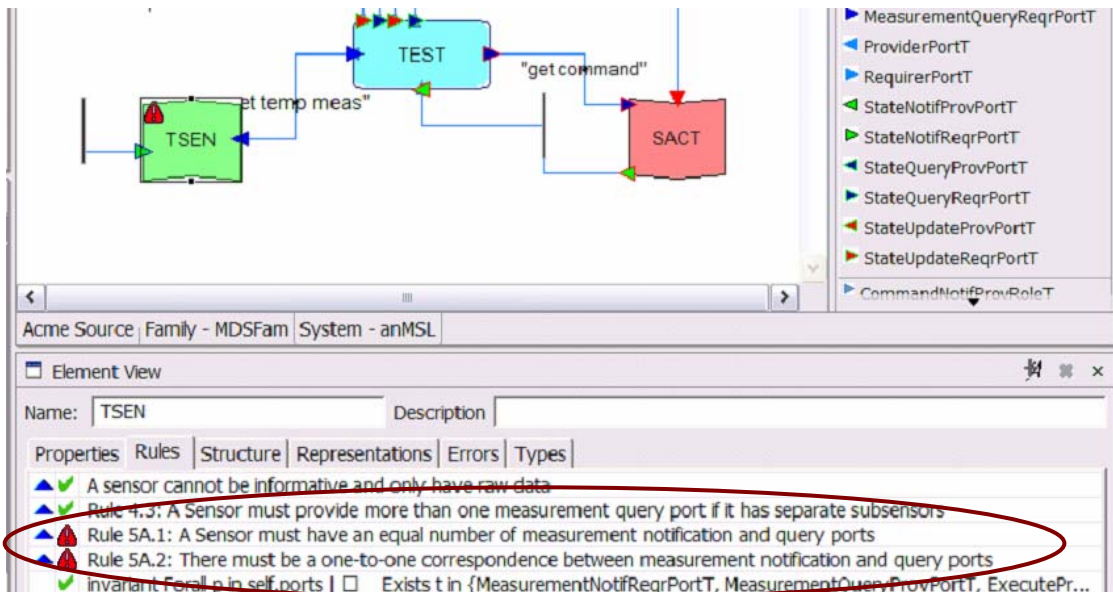 MeasurementQueryReqrPortT
TEST
"get command"
ProviderPortT
RequirerPortT
et temp meas"
StateNotifProvPortT
TSEN
SACT
StateNotifReqrPortT
StateQueryProvPortT
StateQueryReqrPortT
StateUpdateProvPortT
StateUpdateReqrPortT
CommandNotifProvRoleT
Acme Source Family - MDSFam System - anMSL
Element View
Name: TSEN Description
Properties Rules Structure Representations Errors Types
A sensor cannot be informative and only have raw data
Rule 4.3: A Sensor must provide more than one measurement query port if it has separate subsensors
Rule 5A.1: A Sensor must have an equal number of measurement notification and query ports
Rule 5A.2: There must be a one-to-one correspondence between measurement notification and query ports
invariant Forall p in self.ports | □ Exists t in {MeasurementNotifReqrPortT, MeasurementQueryProvPortT, ExecutePr...